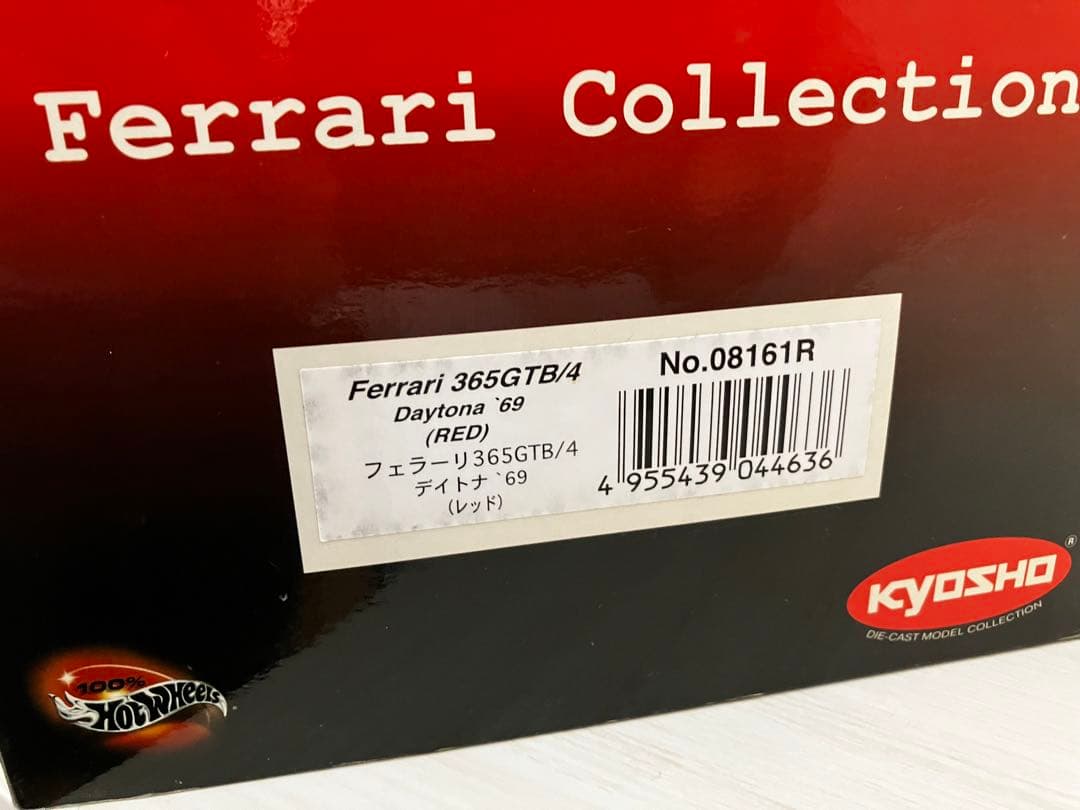 Ferrari Collection
Ferrari 365GTB/4
Daytona `69
(RED)
フェラーリ365GTB/4
デイトナ `69
(レッド)
No.08161R
4 955439 044636
KYOSHO®
DIE-CAST MODEL COLLECTION
100%
Hot Wheels